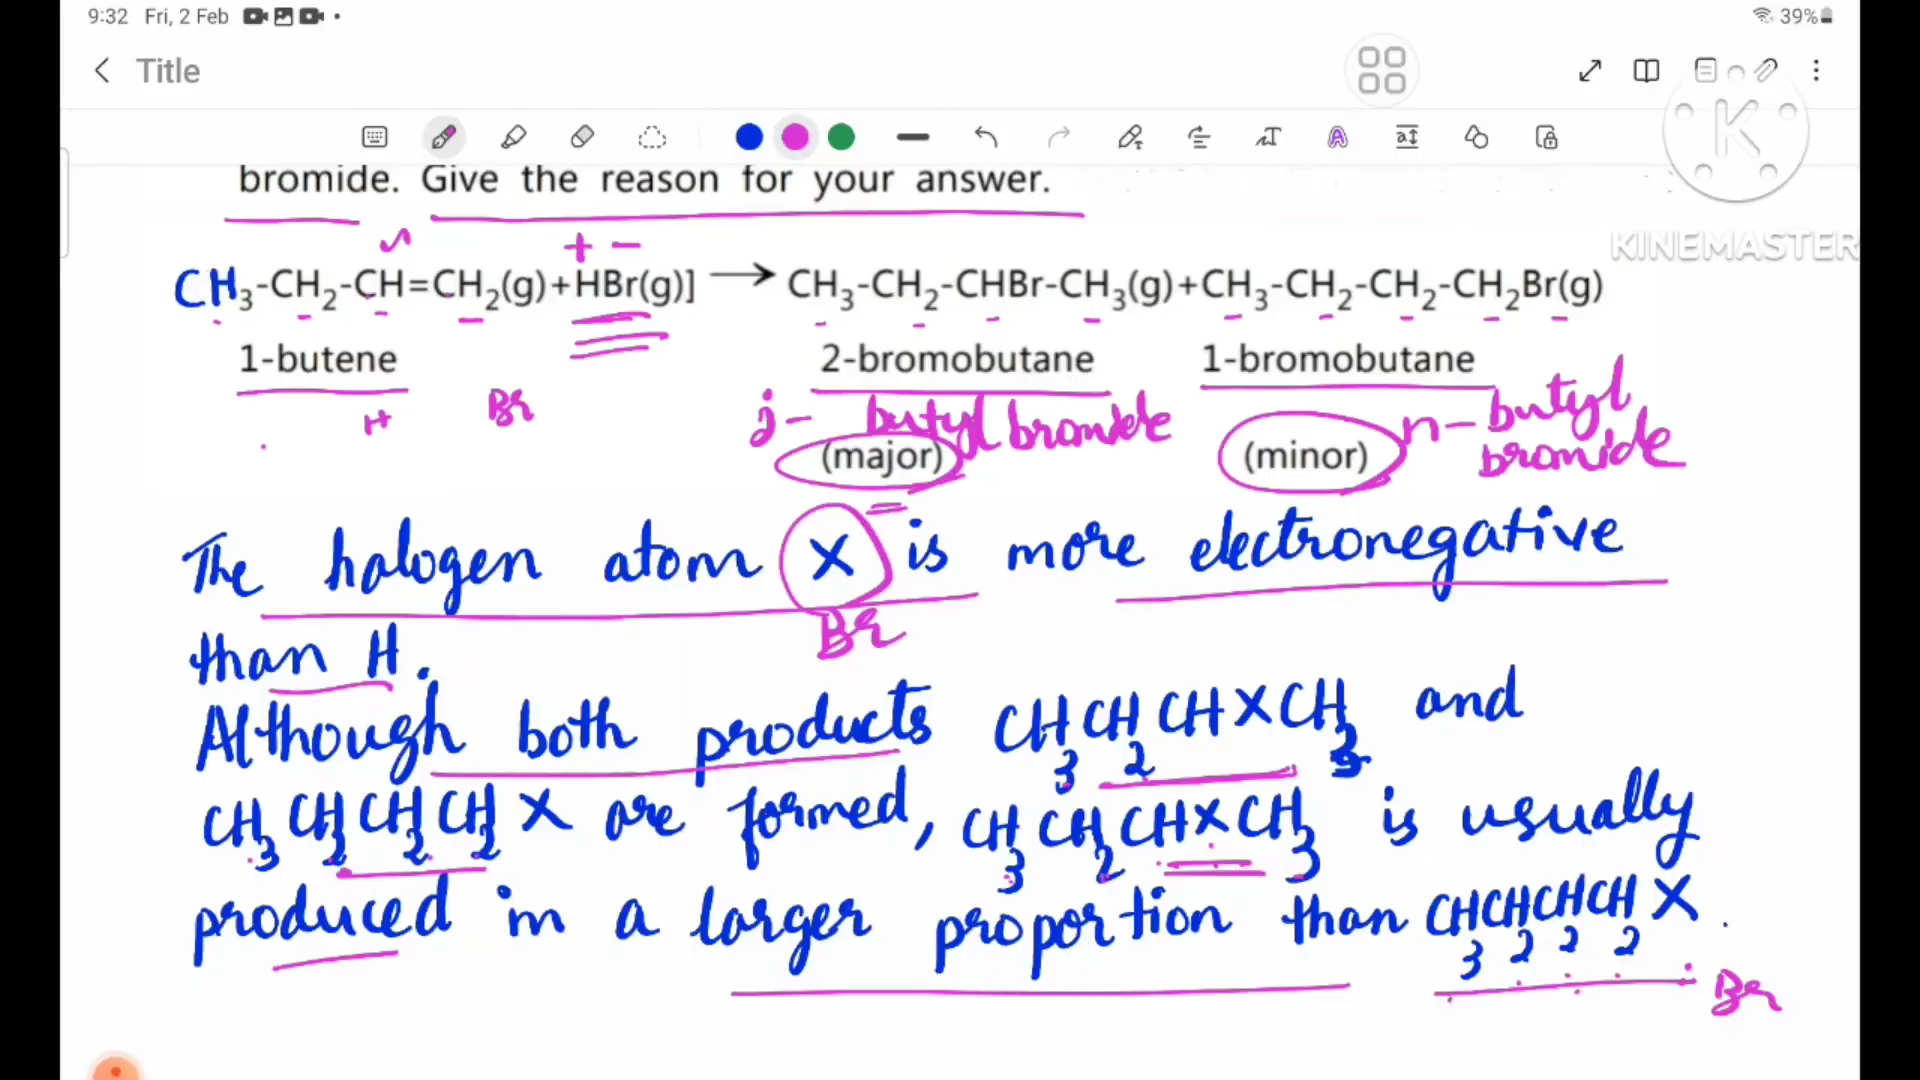 9:32 Fri, 2 Feb 39%
Title
KINEMASTER
bromide. Give the reason for your answer.
+ −
CH₃-CH₂-CH=CH₂(g)+HBr(g)] ⟶ CH₃-CH₂-CHBr-CH₃(g)+CH₃-CH₂-CH₂-CH₂Br(g)
1-butene 2-bromobutane 1-bromobutane
H Br butyl bromide n-butyl bromide
(major) (minor)
The halogen atom X is more electronegative
Br
than H.
Although both products CH₃CH₂CHXCH₃ and
CH₃CH₂CH₂CH₂X are formed, CH₃CH₂CHXCH₃ is usually
produced in a larger proportion than CH₃CH₂CH₂CH₂X.
Br